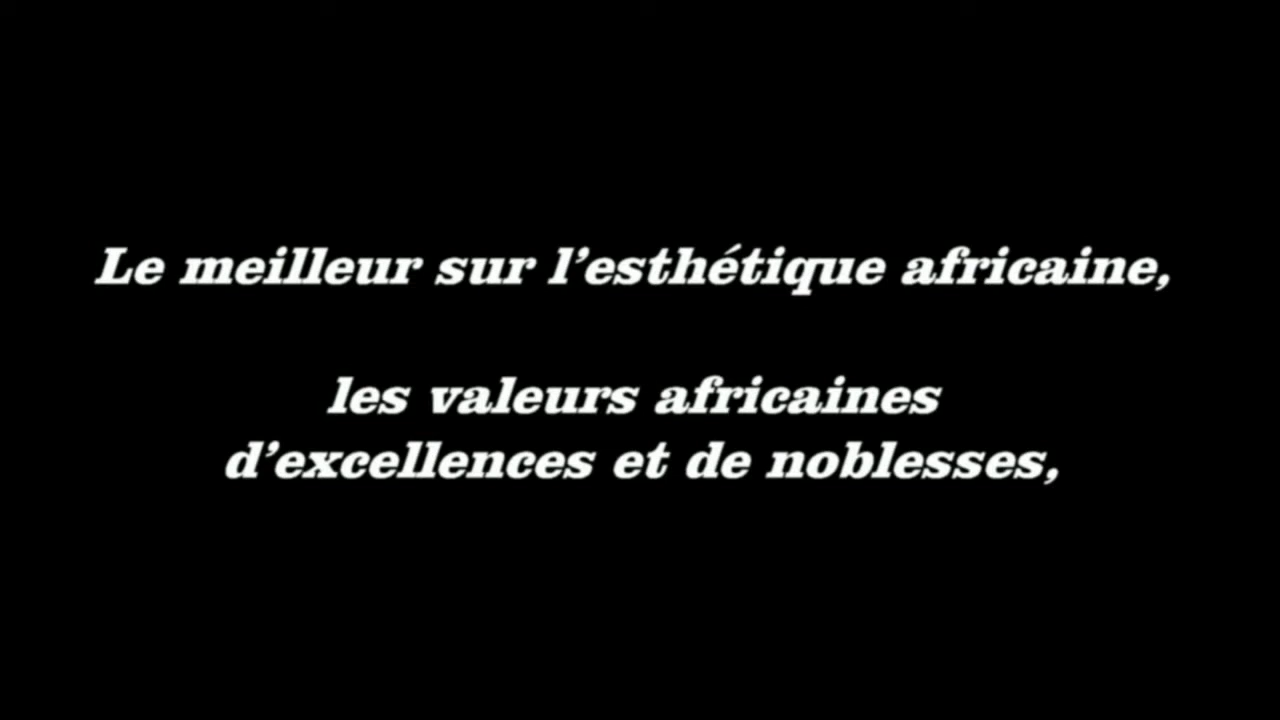 Le meilleur sur l’esthétique africaine,
les valeurs africaines
d’excellences et de noblesses,